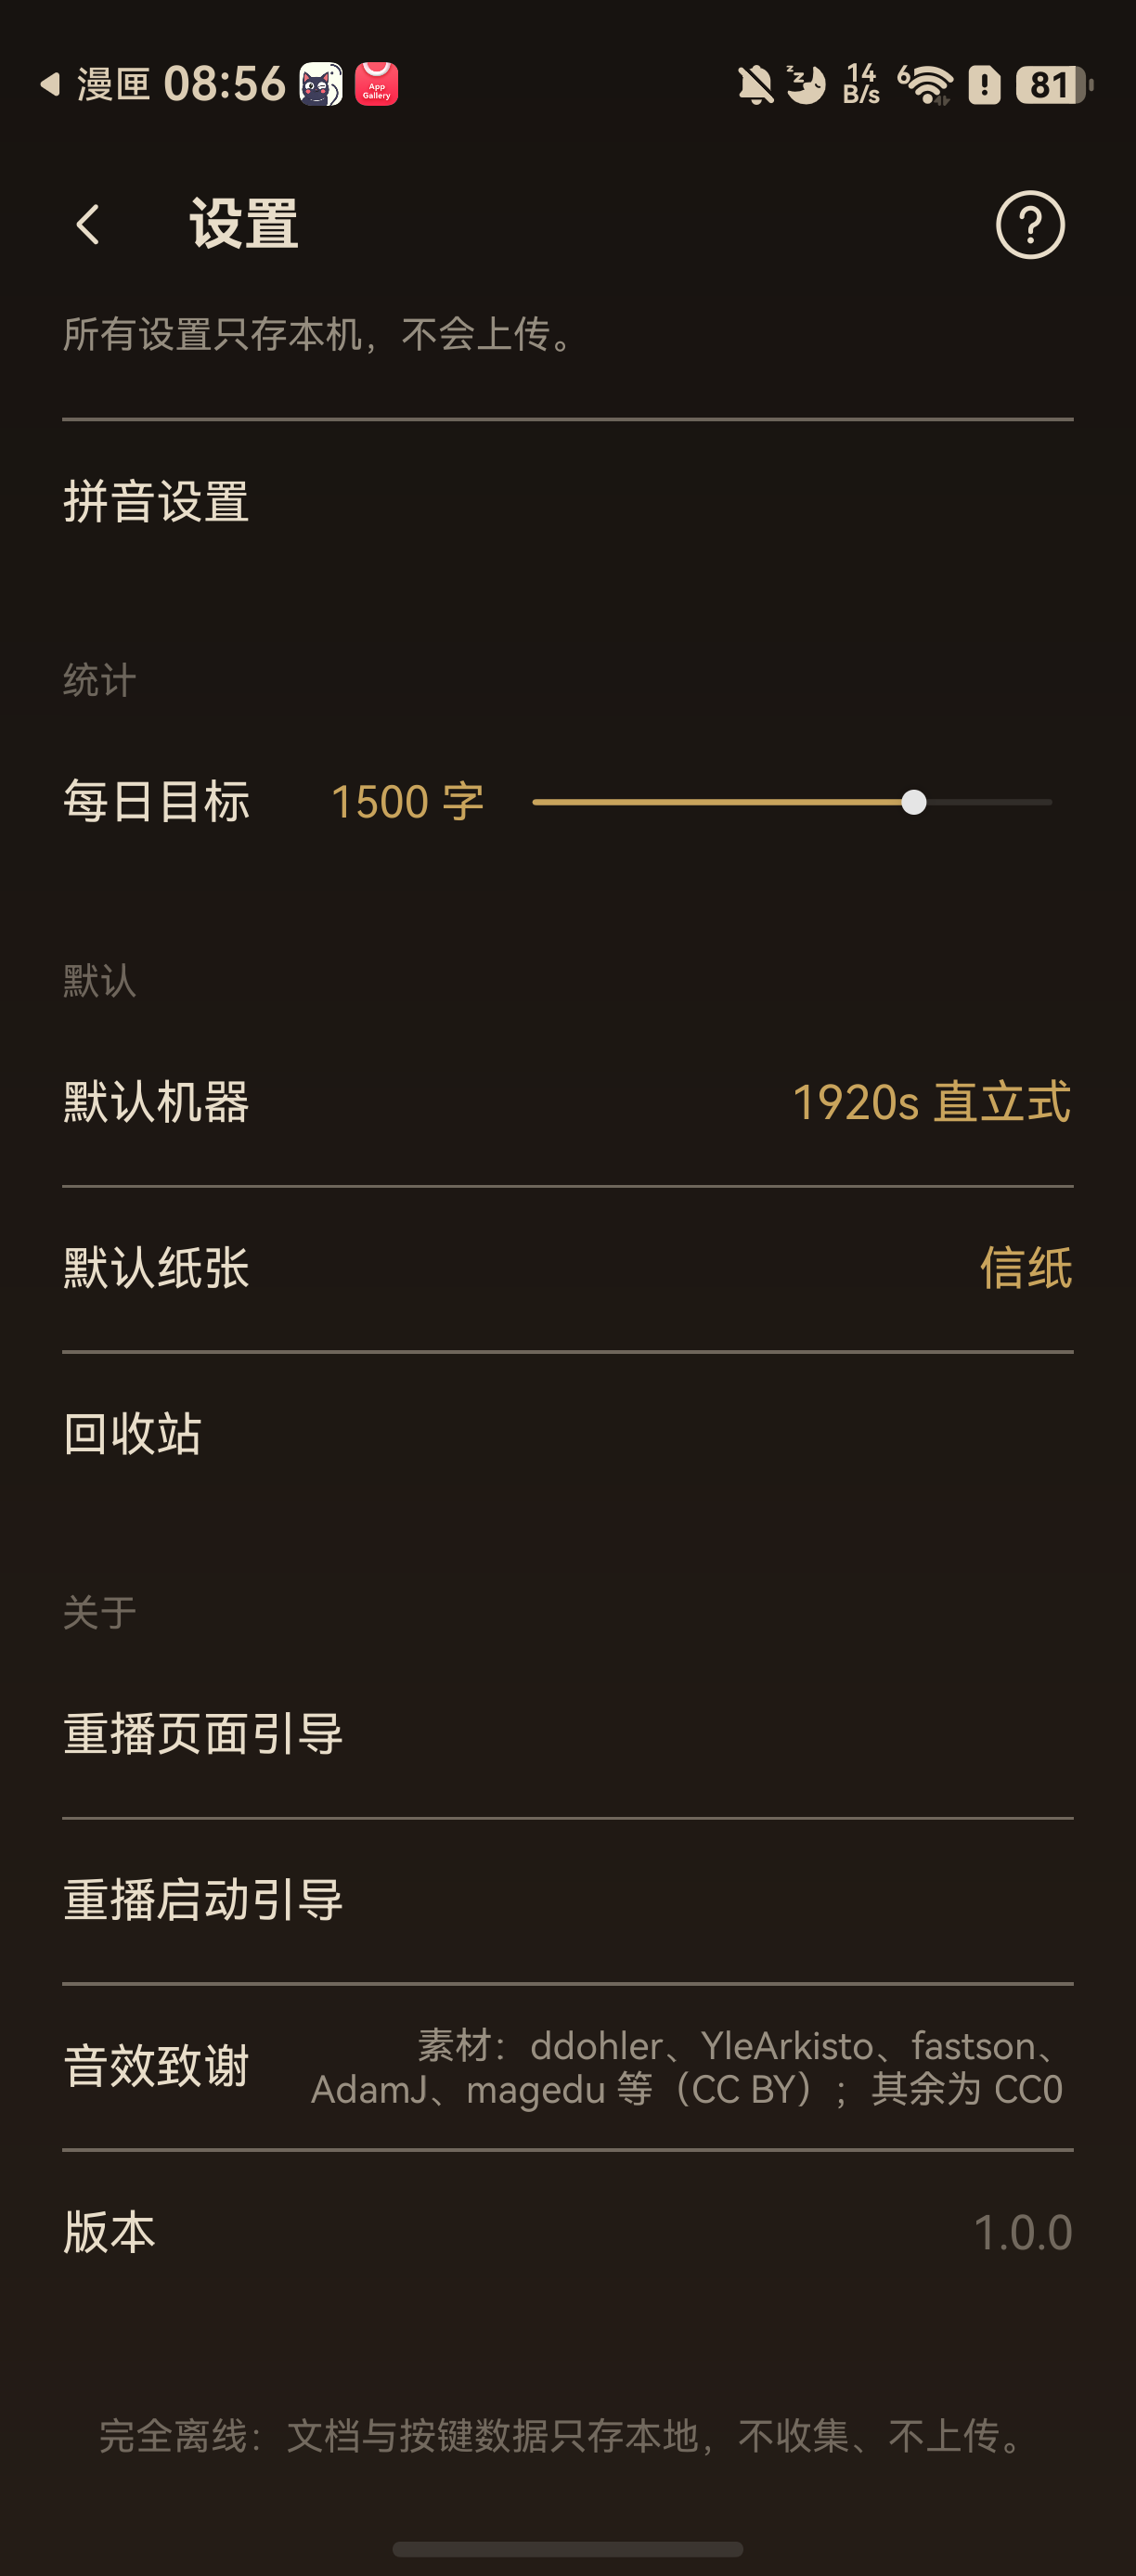 漫匣 08:56
App Gallery
14 B/s
6
81
设置
所有设置只存本机，不会上传。
拼音设置
统计
每日目标 1500 字
默认
默认机器 1920s 直立式
默认纸张 信纸
回收站
关于
重播页面引导
重播启动引导
音效致谢
素材：ddohler、YleArkisto、fastson、
AdamJ、magedu 等（CC BY）；其余为 CC0
版本 1.0.0
完全离线：文档与按键数据只存本地，不收集、不上传。